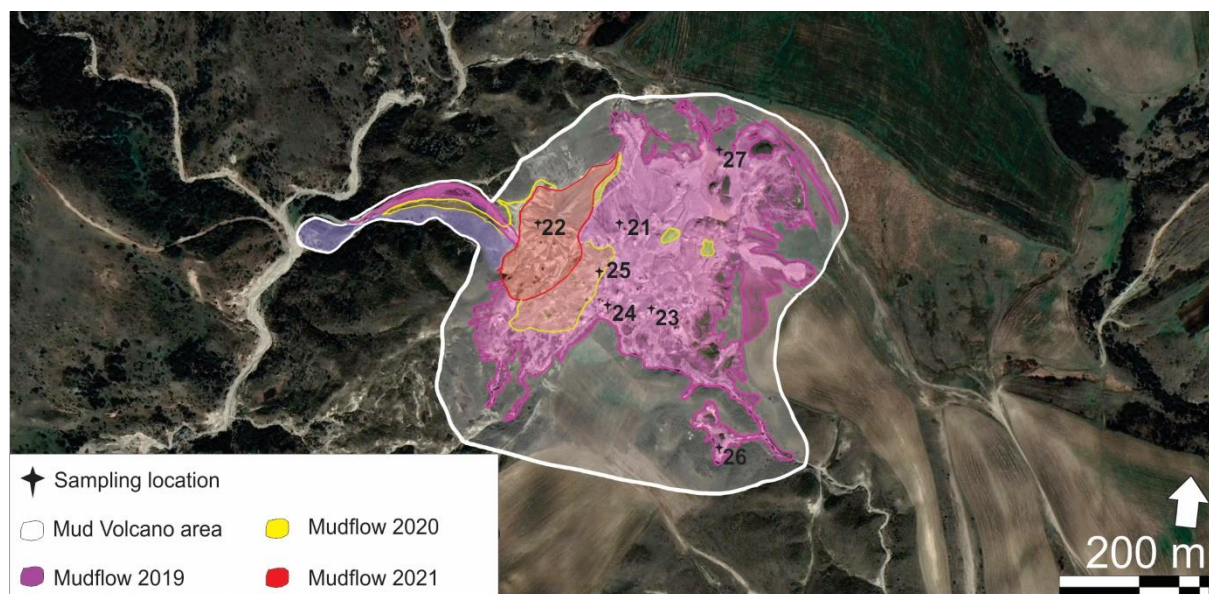 27
22
21
25
24
23
26
Sampling location
Mud Volcano area
Mudflow 2020
Mudflow 2019
Mudflow 2021
200 m